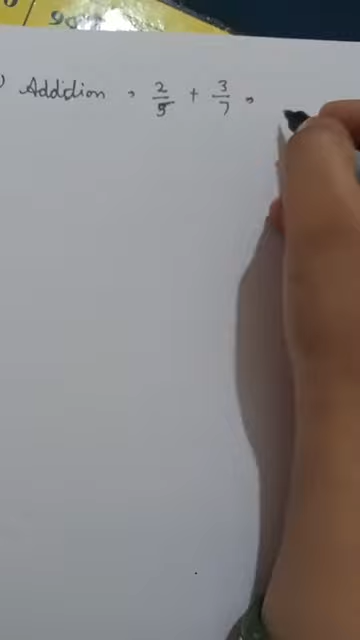 ) Addition , 2/5 + 3/7 ,